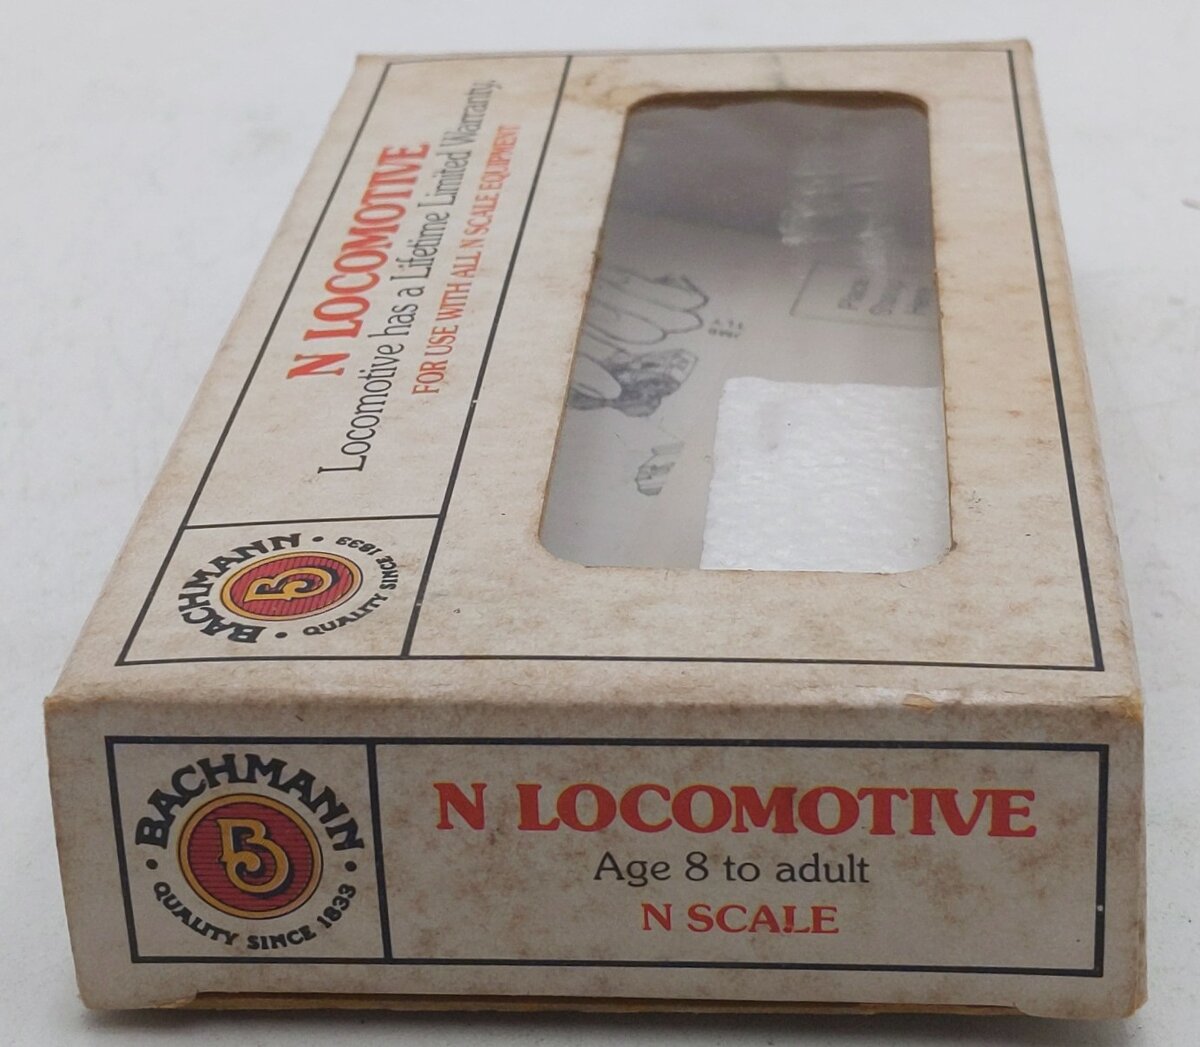 N LOCOMOTIVE
Locomotive has a Lifetime Limited Warranty.
FOR USE WITH ALL N SCALE EQUIPMENT
BACHMANN
QUALITY SINCE 1833
BACHMANN
QUALITY SINCE 1833
N LOCOMOTIVE
Age 8 to adult
N SCALE